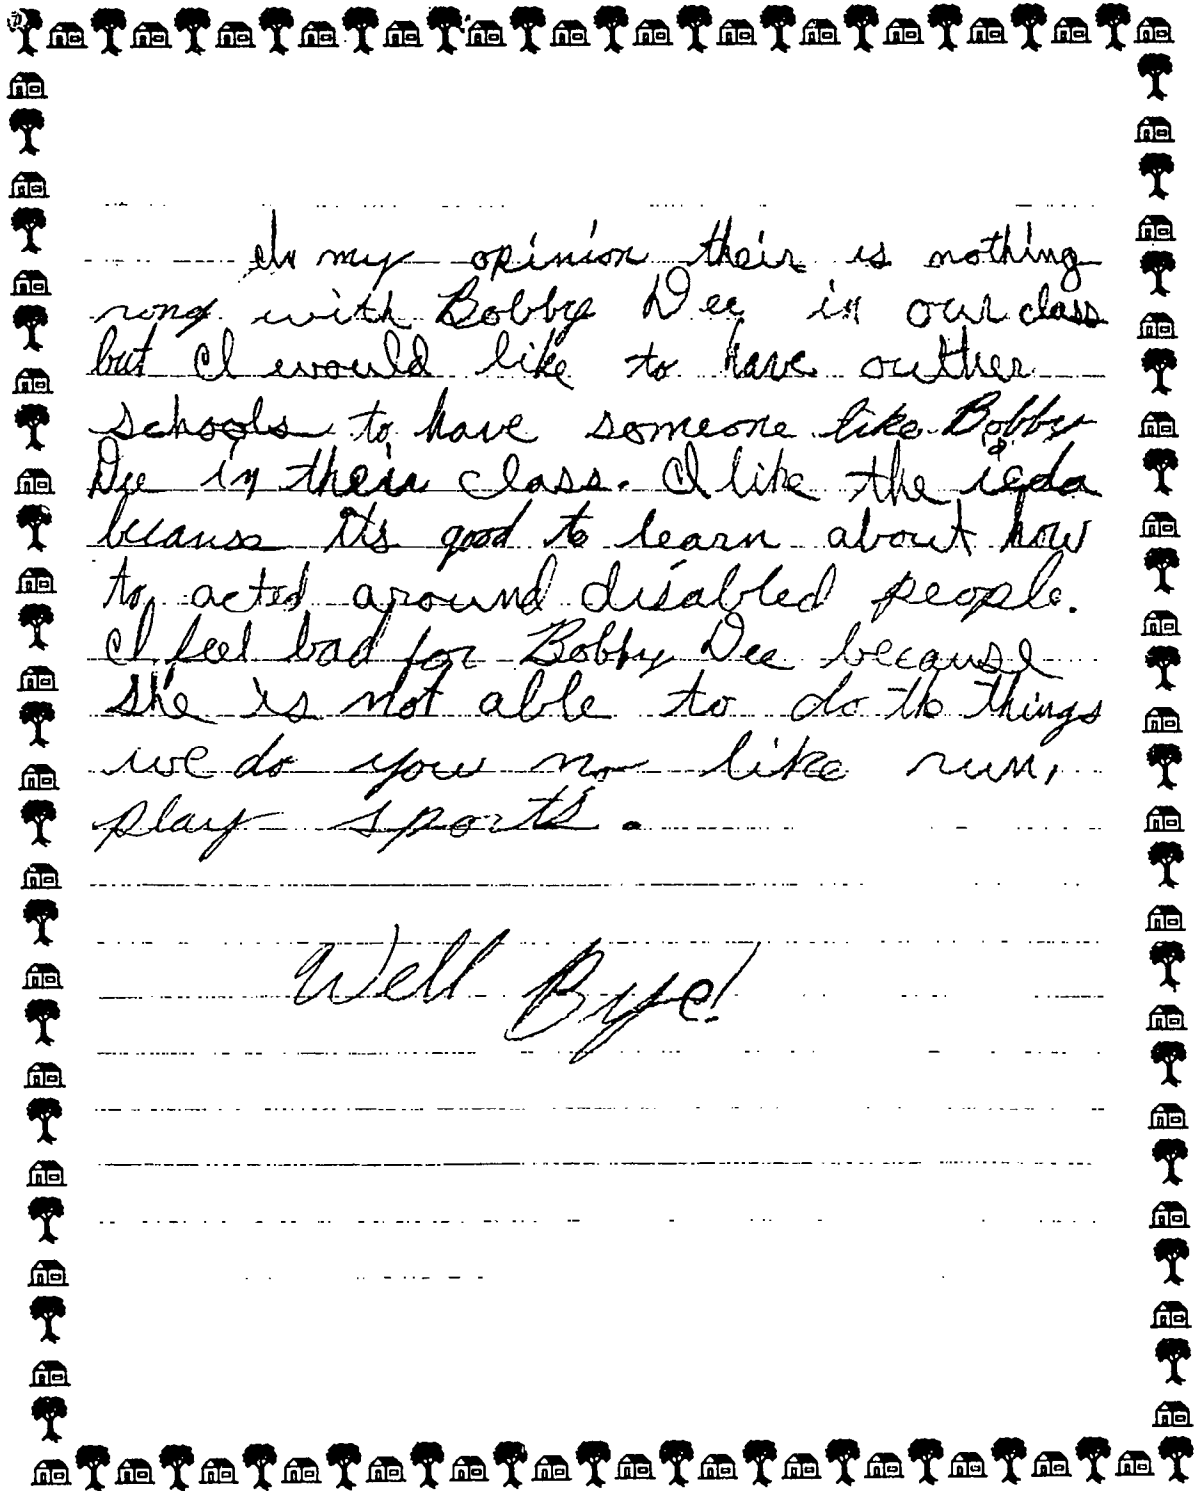 In my opinion their is nothing
rong with Bobby Dee in our class
but I would like to have outher
schools to have someone like Bobby
Dee in their class. I like the ieda
because it's good to learn about how
to acted around disabled people.
I feel bad for Bobby Dee because
she is not able to do the things
we do you no like run,
play sports.
Well Bye!